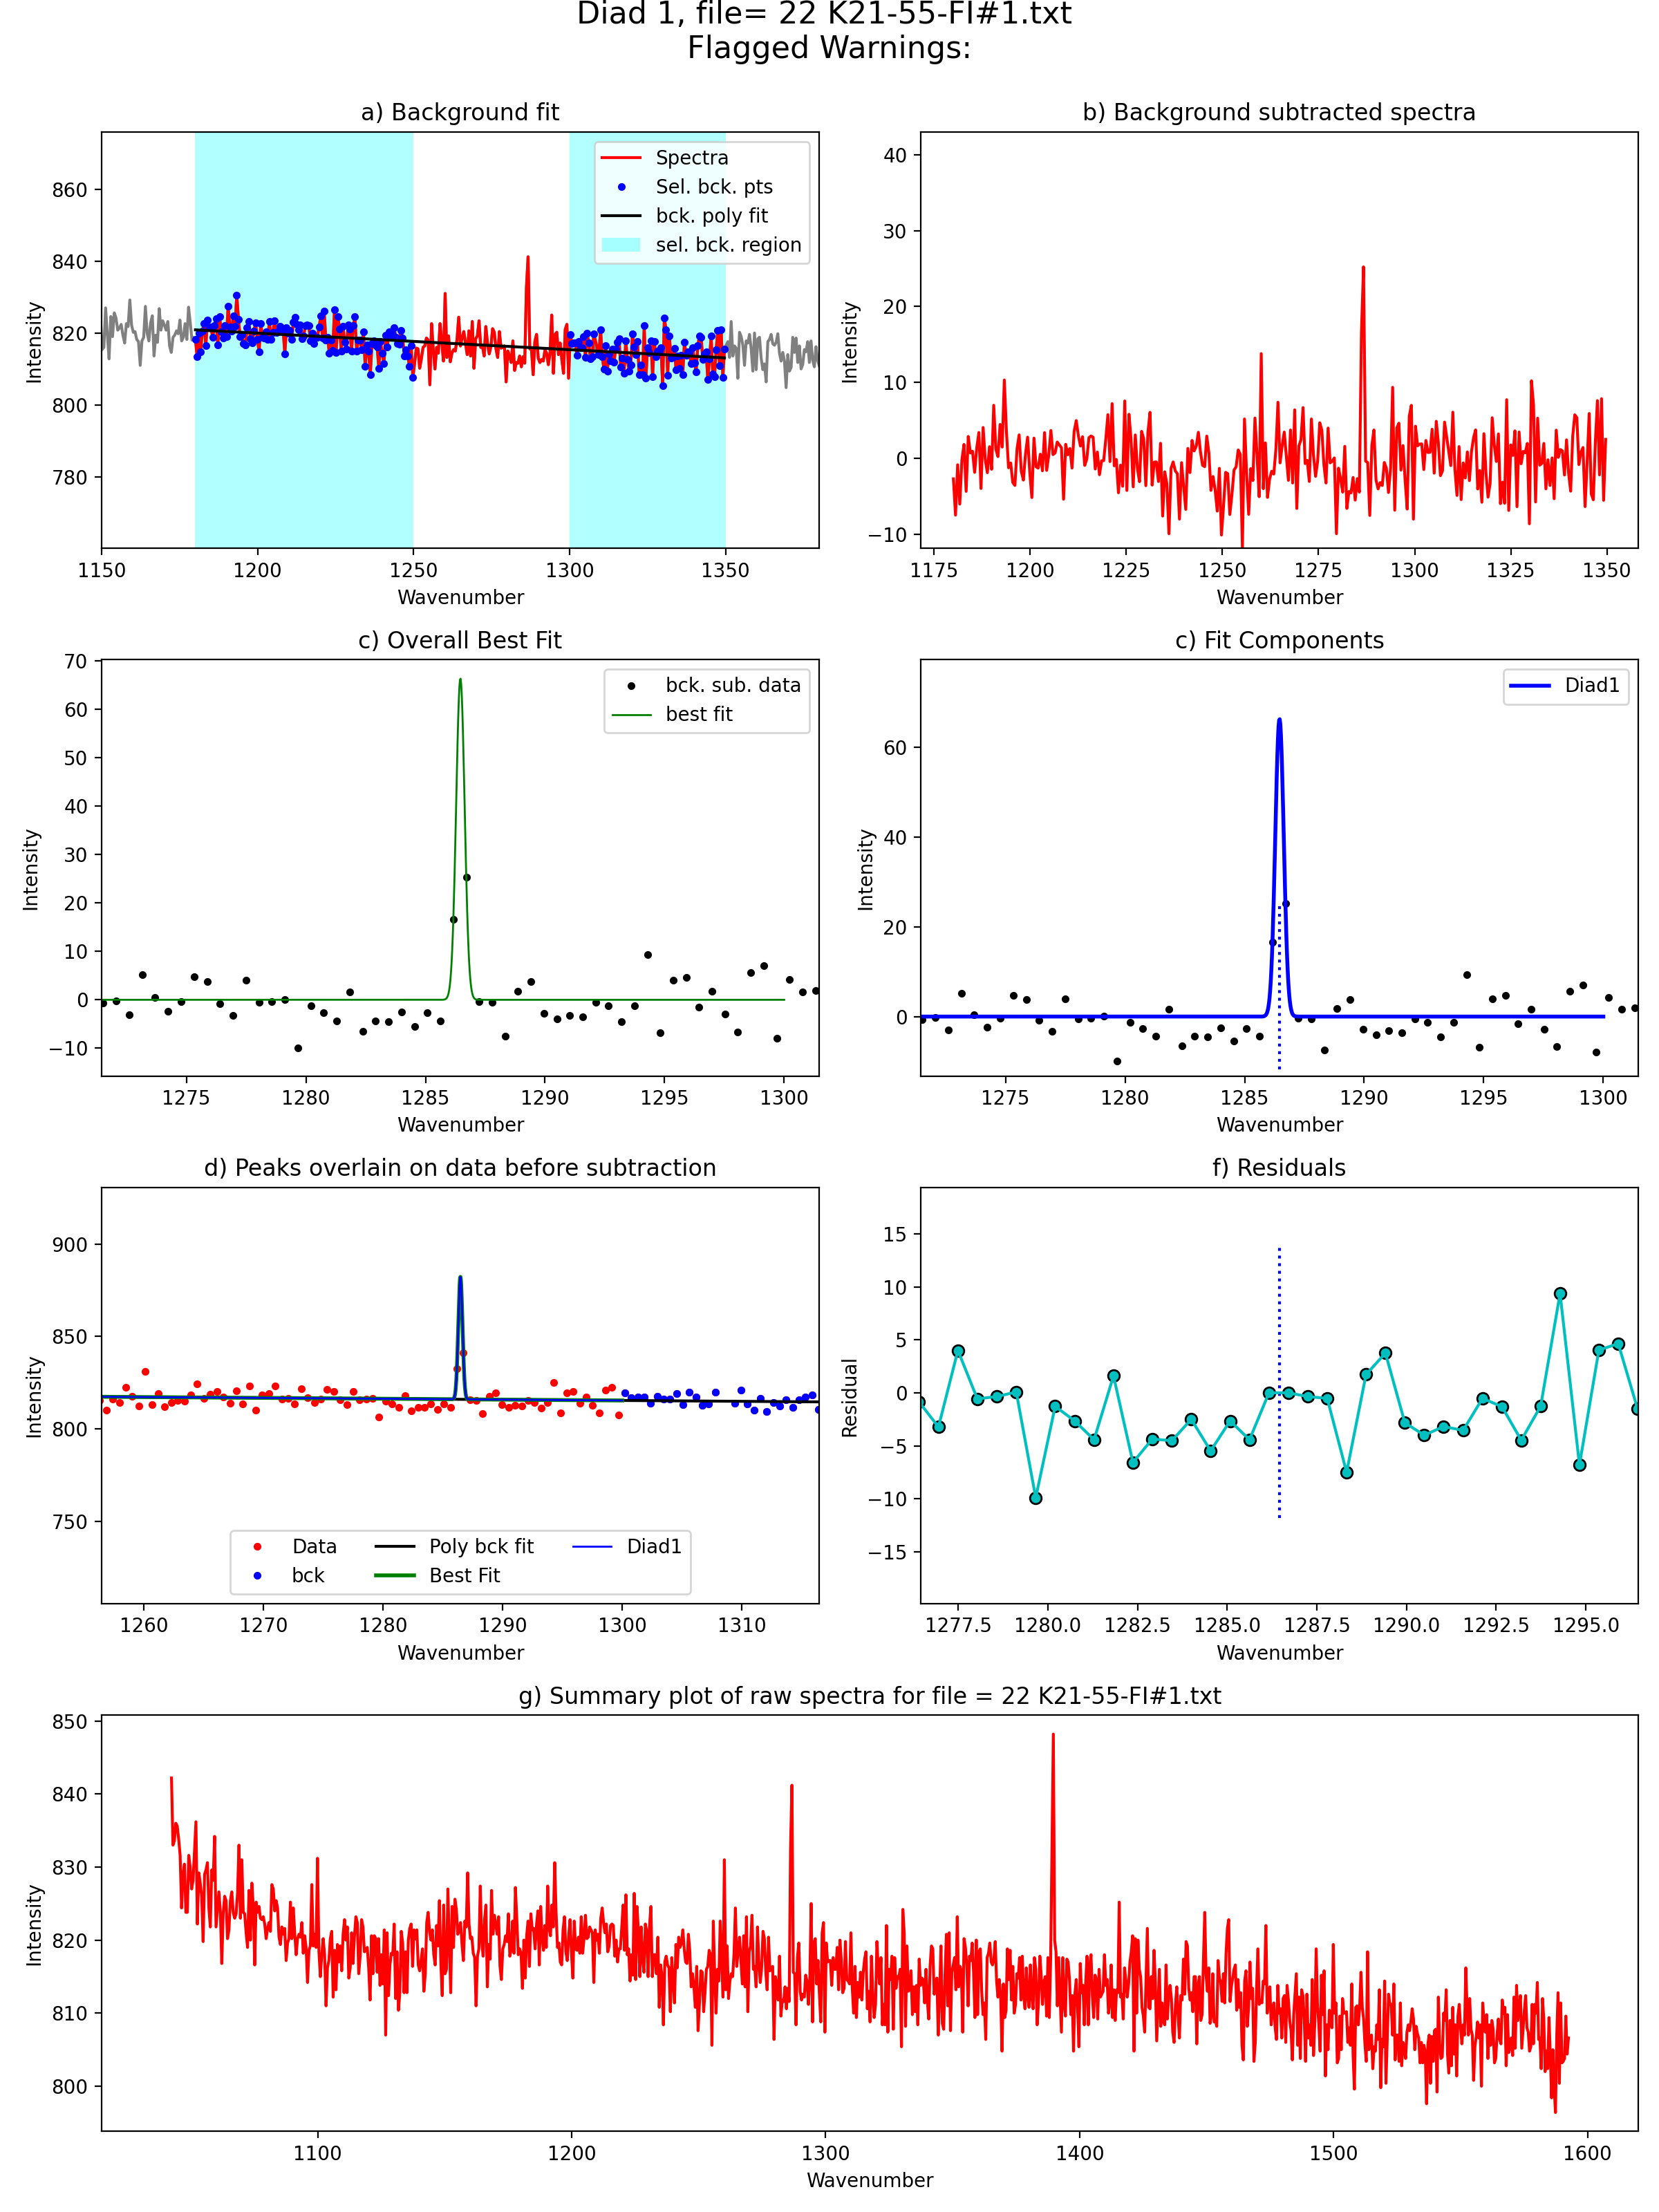 Diad 1, file= 22 K21-55-FI#1.txt
Flagged Warnings:
a) Background fit
Intensity
860
840
820
800
780
Spectra
Sel. bck. pts
bck. poly fit
sel. bck. region
1150 1200 1250 1300 1350
Wavenumber
b) Background subtracted spectra
Intensity
40
30
20
10
0
−10
1175 1200 1225 1250 1275 1300 1325 1350
Wavenumber
c) Overall Best Fit
Intensity
70
60
50
40
30
20
10
0
−10
bck. sub. data
best fit
1275 1280 1285 1290 1295 1300
Wavenumber
c) Fit Components
Intensity
60
40
20
0
Diad1
1275 1280 1285 1290 1295 1300
Wavenumber
d) Peaks overlain on data before subtraction
Intensity
900
850
800
750
Data Poly bck fit Diad1
bck Best Fit
1260 1270 1280 1290 1300 1310
Wavenumber
f) Residuals
Residual
15
10
5
0
−5
−10
−15
1277.5 1280.0 1282.5 1285.0 1287.5 1290.0 1292.5 1295.0
Wavenumber
g) Summary plot of raw spectra for file = 22 K21-55-FI#1.txt
Intensity
850
840
830
820
810
800
1100 1200 1300 1400 1500 1600
Wavenumber